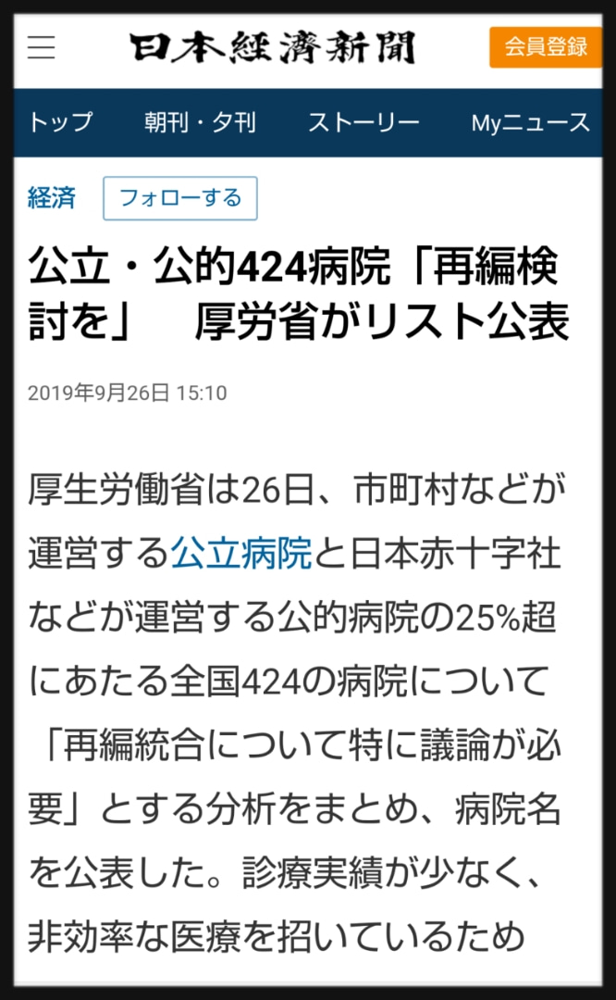 日本経済新聞
会員登録
トップ 朝刊・夕刊 ストーリー Myニュース
経済 フォローする
公立・公的424病院「再編検
討を」　厚労省がリスト公表
2019年9月26日 15:10
厚生労働省は26日、市町村などが
運営する公立病院と日本赤十字社
などが運営する公的病院の25%超
にあたる全国424の病院について
「再編統合について特に議論が必
要」とする分析をまとめ、病院名
を公表した。診療実績が少なく、
非効率な医療を招いているため